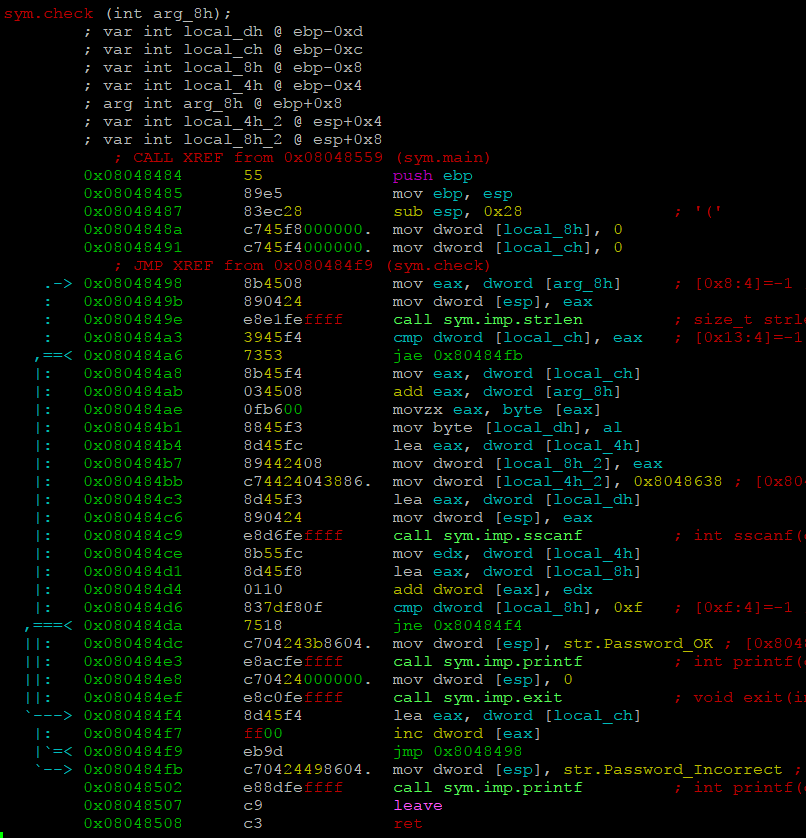 sym.check (int arg_8h);
; var int local_dh @ ebp-0xd
; var int local_ch @ ebp-0xc
; var int local_8h @ ebp-0x8
; var int local_4h @ ebp-0x4
; arg int arg_8h @ ebp+0x8
; var int local_4h_2 @ esp+0x4
; var int local_8h_2 @ esp+0x8
; CALL XREF from 0x08048559 (sym.main)
0x08048484 55 push ebp
0x08048485 89e5 mov ebp, esp
0x08048487 83ec28 sub esp, 0x28 ; '('
0x0804848a c745f8000000. mov dword [local_8h], 0
0x08048491 c745f4000000. mov dword [local_ch], 0
; JMP XREF from 0x080484f9 (sym.check)
.-> 0x08048498 8b4508 mov eax, dword [arg_8h] ; [0x8:4]=-1
: 0x0804849b 890424 mov dword [esp], eax
: 0x0804849e e8e1feffff call sym.imp.strlen ; size_t strl
: 0x080484a3 3945f4 cmp dword [local_ch], eax ; [0x13:4]=-1
,==< 0x080484a6 7353 jae 0x80484fb
|: 0x080484a8 8b45f4 mov eax, dword [local_ch]
|: 0x080484ab 034508 add eax, dword [arg_8h]
|: 0x080484ae 0fb600 movzx eax, byte [eax]
|: 0x080484b1 8845f3 mov byte [local_dh], al
|: 0x080484b4 8d45fc lea eax, dword [local_4h]
|: 0x080484b7 89442408 mov dword [local_8h_2], eax
|: 0x080484bb c74424043886. mov dword [local_4h_2], 0x8048638 ; [0x80
|: 0x080484c3 8d45f3 lea eax, dword [local_dh]
|: 0x080484c6 890424 mov dword [esp], eax
|: 0x080484c9 e8d6feffff call sym.imp.sscanf ; int sscanf(
|: 0x080484ce 8b55fc mov edx, dword [local_4h]
|: 0x080484d1 8d45f8 lea eax, dword [local_8h]
|: 0x080484d4 0110 add dword [eax], edx
|: 0x080484d6 837df80f cmp dword [local_8h], 0xf ; [0xf:4]=-1
,===< 0x080484da 7518 jne 0x80484f4
||: 0x080484dc c704243b8604. mov dword [esp], str.Password_OK ; [0x804
||: 0x080484e3 e8acfeffff call sym.imp.printf ; int printf(
||: 0x080484e8 c70424000000. mov dword [esp], 0
||: 0x080484ef e8c0feffff call sym.imp.exit ; void exit(i
`---> 0x080484f4 8d45f4 lea eax, dword [local_ch]
|: 0x080484f7 ff00 inc dword [eax]
|`=< 0x080484f9 eb9d jmp 0x8048498
`--> 0x080484fb c70424498604. mov dword [esp], str.Password_Incorrect ;
0x08048502 e88dfeffff call sym.imp.printf ; int printf(
0x08048507 c9 leave
0x08048508 c3 ret